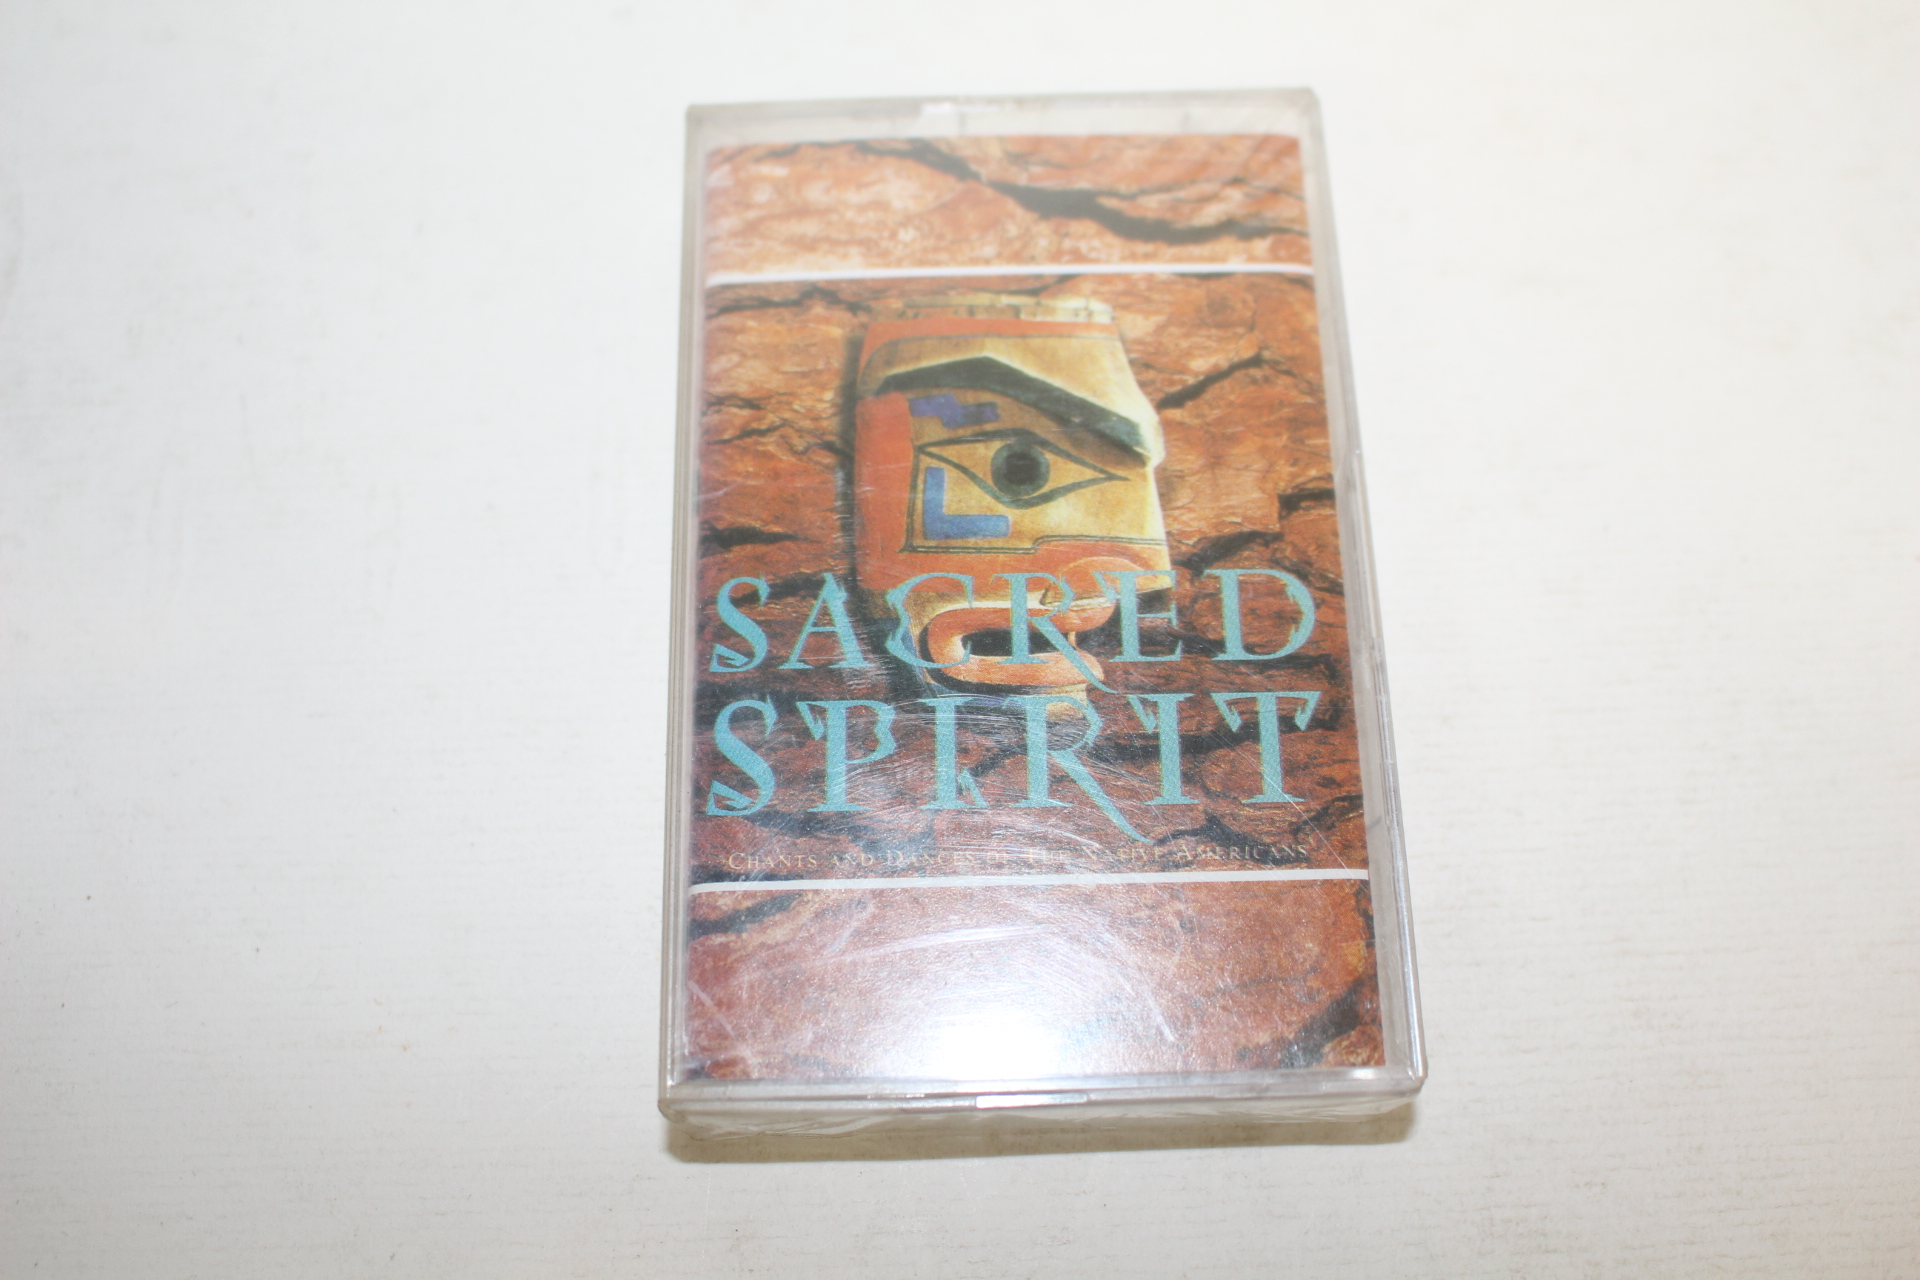 SACRED
SPIRIT
CHANTS AND DANCES OF THE NATIVE AMERICANS